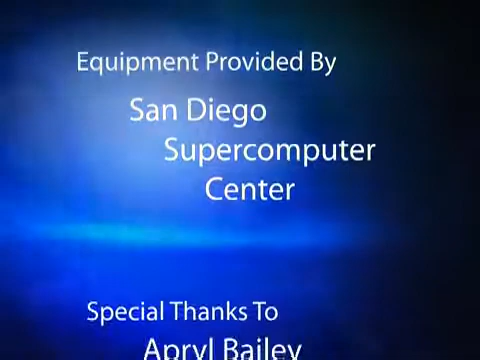 Equipment Provided By
San Diego
Supercomputer
Center
Special Thanks To
Apryl Bailey